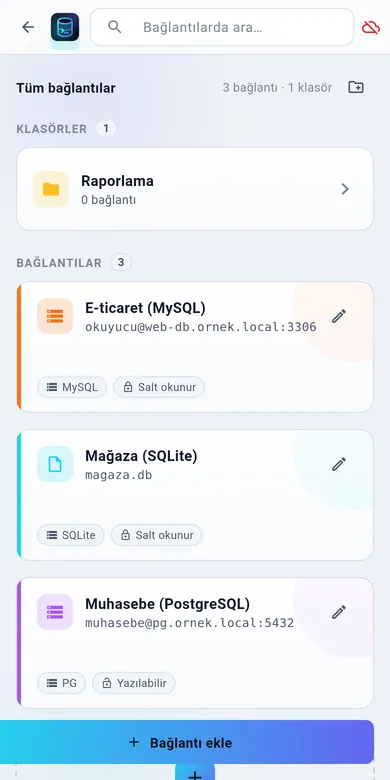 Bağlantılarda ara…
Tüm bağlantılar
3 bağlantı · 1 klasör
KLASÖRLER 1
Raporlama
0 bağlantı
BAĞLANTILAR 3
E-ticaret (MySQL)
okuyucu@web-db.ornek.local:3306
MySQL Salt okunur
Mağaza (SQLite)
magaza.db
SQLite Salt okunur
Muhasebe (PostgreSQL)
muhasebe@pg.ornek.local:5432
PG Yazılabilir
+ Bağlantı ekle